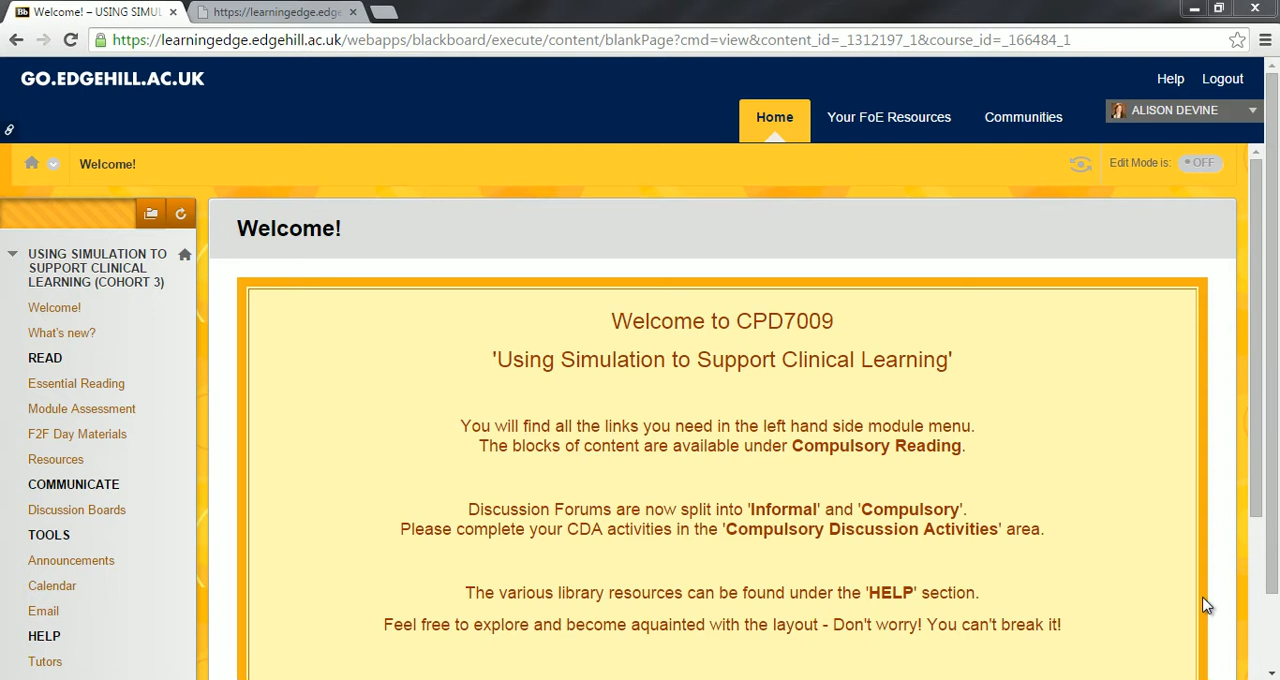 Welcome! – USING SIMUL
https://learningedge.edge
https://learningedge.edgehill.ac.uk/webapps/blackboard/execute/content/blankPage?cmd=view&content_id=_1312197_1&course_id=_166484_1
GO.EDGEHILL.AC.UK
Help Logout
Home Your FoE Resources Communities
ALISON DEVINE
Welcome!
Edit Mode is: OFF
Welcome!
USING SIMULATION TO
SUPPORT CLINICAL
LEARNING (COHORT 3)
Welcome!
What's new?
READ
Essential Reading
Module Assessment
F2F Day Materials
Resources
COMMUNICATE
Discussion Boards
TOOLS
Announcements
Calendar
Email
HELP
Tutors
Welcome to CPD7009
'Using Simulation to Support Clinical Learning'
You will find all the links you need in the left hand side module menu.
The blocks of content are available under Compulsory Reading.
Discussion Forums are now split into 'Informal' and 'Compulsory'.
Please complete your CDA activities in the 'Compulsory Discussion Activities' area.
The various library resources can be found under the 'HELP' section.
Feel free to explore and become aquainted with the layout - Don't worry! You can't break it!